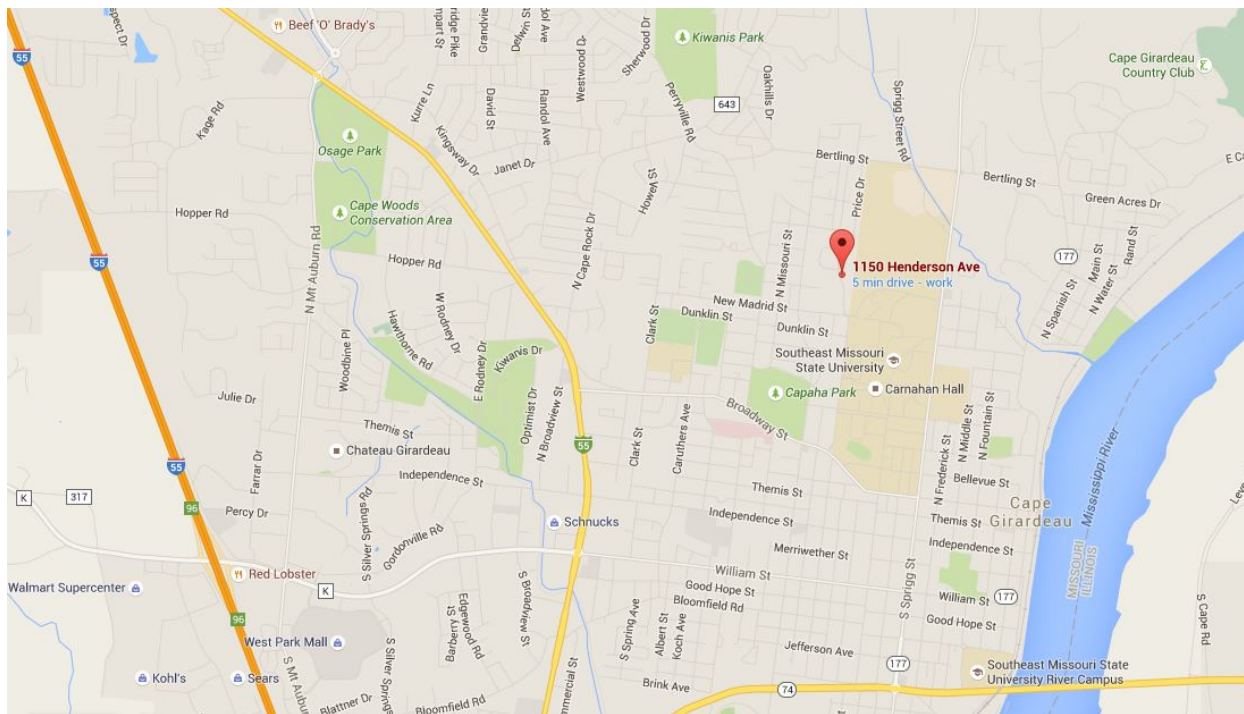 Beef 'O' Brady's
Grandview
Delwin St
Randol Ave
Westwood Dr
Sherwood Dr
Kiwanis Park
643
Oakhills Dr
Perryville Rd
Sprigg Street Rd
Cape Girardeau
Country Club
55
Kage Rd
Kurre Ln
David St
Randol Ave
Kingsway Dr
Janet Dr
Osage Park
Howell St
Bertling St
Price Dr
Bertling St
Green Acres Dr
Cape Woods
Conservation Area
Hopper Rd
N Mt Auburn Rd
Hopper Rd
N Cape Rock Dr
N Missouri St
1150 Henderson Ave
5 min drive - work
177
Main St
Rand St
N Spanish St
N Water St
55
New Madrid St
Dunklin St
Dunklin St
Clark St
Woodbine Pl
Hawthorne Rd
W Rodney Dr
E Rodney Dr
Kiwanis Dr
Southeast Missouri
State University
Carnahan Hall
Capaha Park
Julie Dr
Optimist Dr
N Broadview St
Broadway St
Caruthers Ave
Clark St
N Middle St
N Fountain St
N Frederick St
Themis St
Chateau Girardeau
55
55
Independence St
Bellevue St
Themis St
Farrar Dr
K
317
96
Percy Dr
S Silver Springs Rd
Gordonville Rd
Schnucks
Independence St
Merriwether St
Cape
Girardeau
Themis St
Independence St
Mississippi River
MISSOURI
ILLINOIS
Red Lobster
K
Walmart Supercenter
William St
Good Hope St
Bloomfield Rd
S Sprigg St
William St
177
Good Hope St
S Broadview St
S Spring Ave
Albert St
Koch Ave
Barberry St
Edgewood Rd
96
West Park Mall
Jefferson Ave
177
S Cape Rd
Kohl's
Sears
Blattner Dr
Bloomfield Rd
Brink Ave
74
Southeast Missouri State
University River Campus